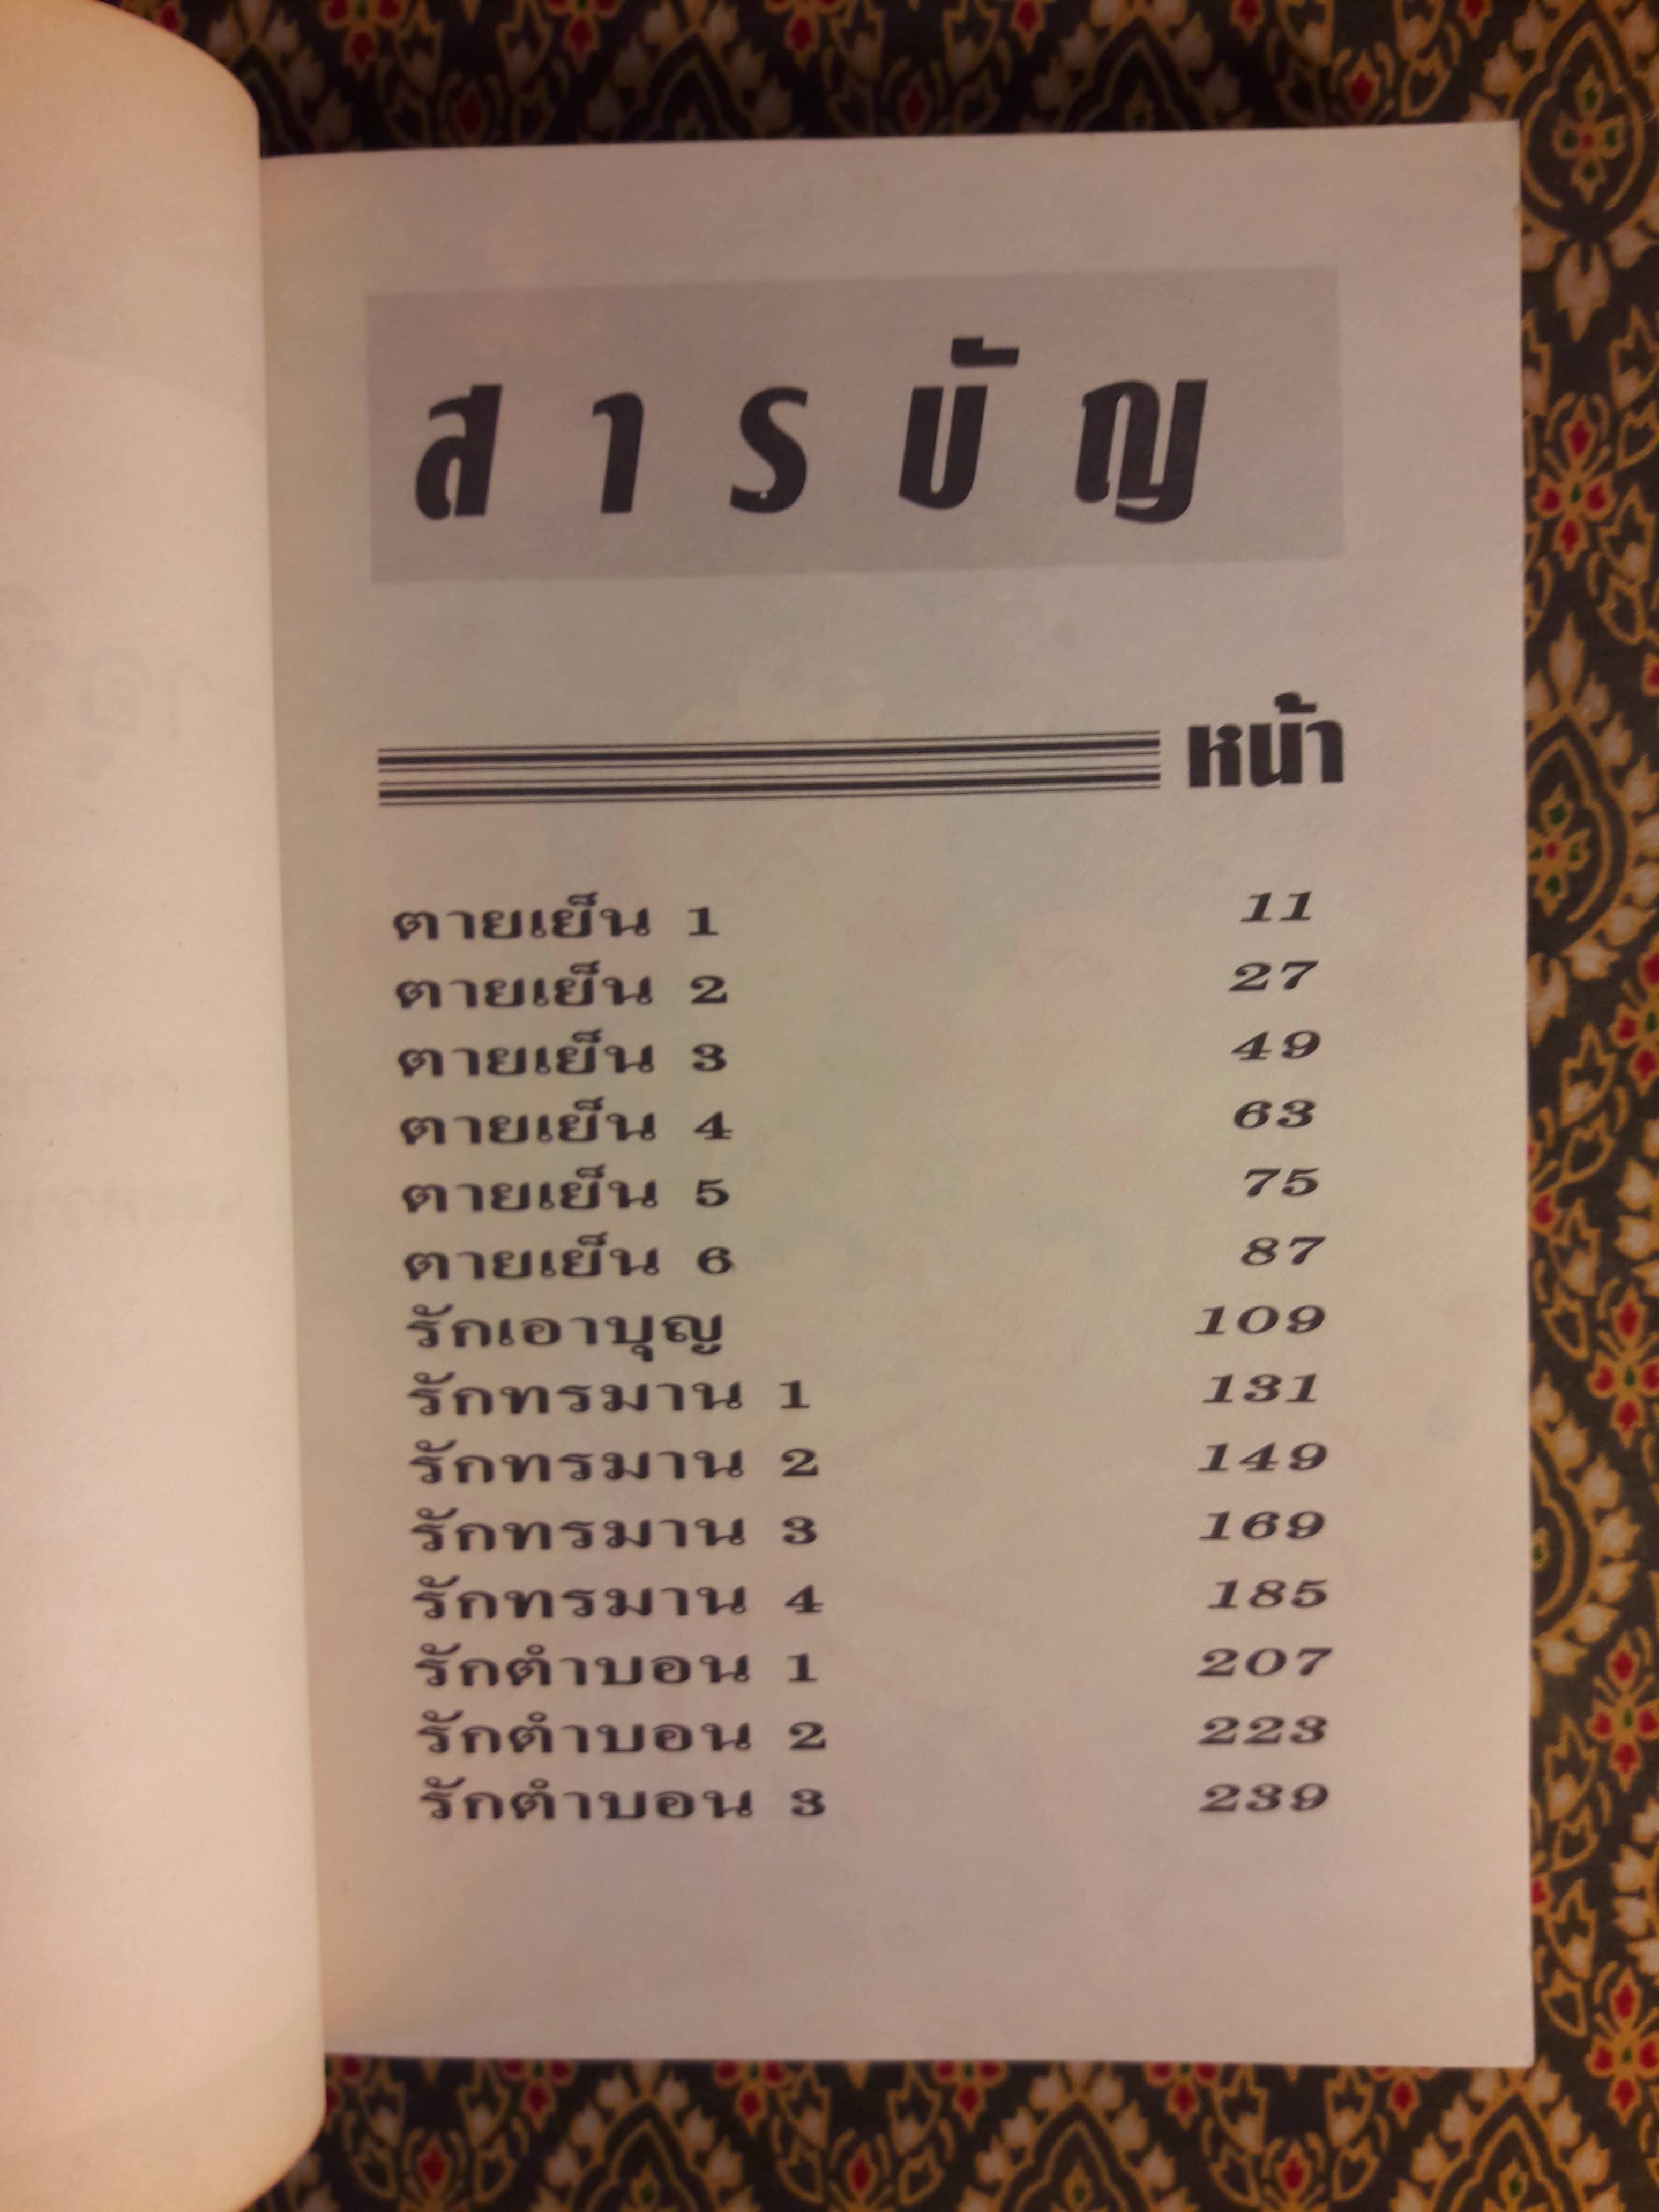 สารบัญ
หน้า
ตายเย็น 1 11
ตายเย็น 2 27
ตายเย็น 3 49
ตายเย็น 4 63
ตายเย็น 5 75
ตายเย็น 6 87
รักเอาบุญ 109
รักทรมาน 1 131
รักทรมาน 2 149
รักทรมาน 3 169
รักทรมาน 4 185
รักตำบอน 1 207
รักตำบอน 2 223
รักตำบอน 3 239